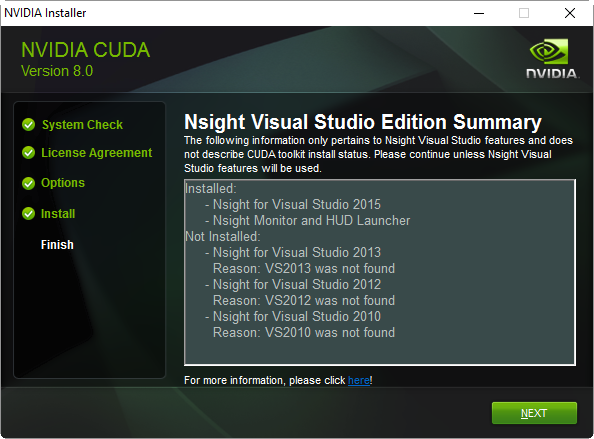 NVIDIA Installer
NVIDIA CUDA
Version 8.0
NVIDIA.
System Check
License Agreement
Options
Install
Finish
Nsight Visual Studio Edition Summary
The following information only pertains to Nsight Visual Studio features and does
not describe CUDA toolkit install status. Please continue unless Nsight Visual
Studio features will be used.
Installed:
- Nsight for Visual Studio 2015
- Nsight Monitor and HUD Launcher
Not Installed:
- Nsight for Visual Studio 2013
Reason: VS2013 was not found
- Nsight for Visual Studio 2012
Reason: VS2012 was not found
- Nsight for Visual Studio 2010
Reason: VS2010 was not found
For more information, please click here!
NEXT